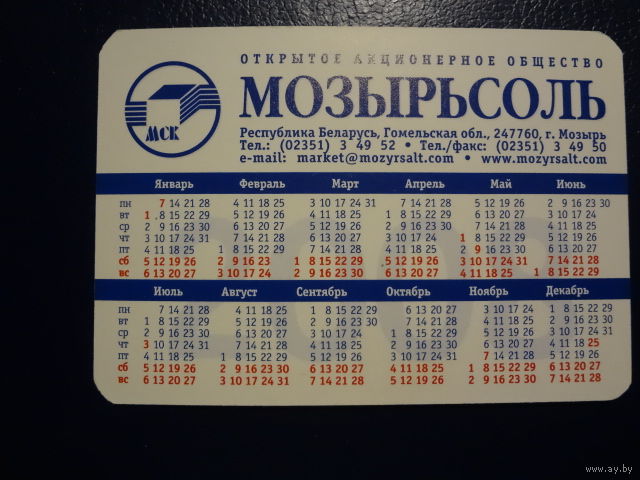 ОТКРЫТОЕ АКЦИОНЕРНОЕ ОБЩЕСТВО
МСК
МОЗЫРЬСОЛЬ
Республика Беларусь, Гомельская обл., 247760, г. Мозырь
Тел.: (02351) 3 49 52 • Тел./факс: (02351) 3 49 50
e-mail: market@mozyrsalt.com • www.mozyrsalt.com
Январь Февраль Март Апрель Май Июнь
пн 7 14 21 28 4 11 18 25 3 10 17 24 31 7 14 21 28 5 12 19 26 2 9 16 23 30
вт 1 8 15 22 29 5 12 19 26 4 11 18 25 1 8 15 22 29 6 13 20 27 3 10 17 24
ср 2 9 16 23 30 6 13 20 27 5 12 19 26 2 9 16 23 30 7 14 21 28 4 11 18 25
чт 3 10 17 24 31 7 14 21 28 6 13 20 27 3 10 17 24 1 8 15 22 29 5 12 19 26
пт 4 11 18 25 1 8 15 22 29 7 14 21 28 4 11 18 25 2 9 16 23 30 6 13 20 27
сб 5 12 19 26 2 9 16 23 1 8 15 22 29 5 12 19 26 3 10 17 24 31 7 14 21 28
вс 6 13 20 27 3 10 17 24 2 9 16 23 30 6 13 20 27 4 11 18 25 1 8 15 22 29
Июль Август Сентябрь Октябрь Ноябрь Декабрь
пн 7 14 21 28 4 11 18 25 1 8 15 22 29 6 13 20 27 3 10 17 24 1 8 15 22 29
вт 1 8 15 22 29 5 12 19 26 2 9 16 23 30 7 14 21 28 4 11 18 25 2 9 16 23 30
ср 2 9 16 23 30 6 13 20 27 3 10 17 24 1 8 15 22 29 5 12 19 26 3 10 17 24 31
чт 3 10 17 24 31 7 14 21 28 4 11 18 25 2 9 16 23 30 6 13 20 27 4 11 18 25
пт 4 11 18 25 1 8 15 22 29 5 12 19 26 3 10 17 24 31 7 14 21 28 5 12 19 26
сб 5 12 19 26 2 9 16 23 30 6 13 20 27 4 11 18 25 1 8 15 22 29 6 13 20 27
вс 6 13 20 27 3 10 17 24 31 7 14 21 28 5 12 19 26 2 9 16 23 30 7 14 21 28
www.ay.by